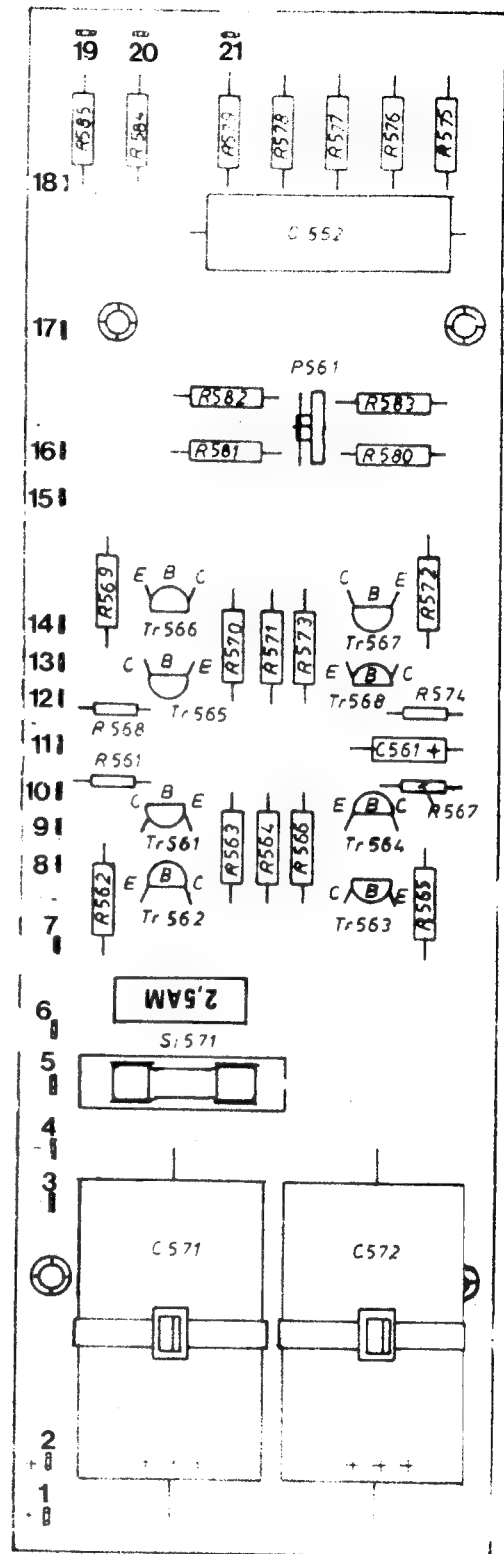 19 20 21
R585 R584 R579 R578 R577 R576 R575
18
C 552
17
P561
R582 R583
16 R581 R580
15
R569 E B C C B E R572
14 Tr566 R570 R571 R573 Tr567
13 C B E E B C
12 Tr565 Tr568 R574
R568
11 C561 +
R561
10 R567
C B E E B C
9 Tr561 R563 R564 R566 Tr564
8
R562 E B C C B E R565
Tr562 Tr563
7
2,5AM
6
Si571
5
4
3
C571 C572
2
+ + + + + + +
1
+